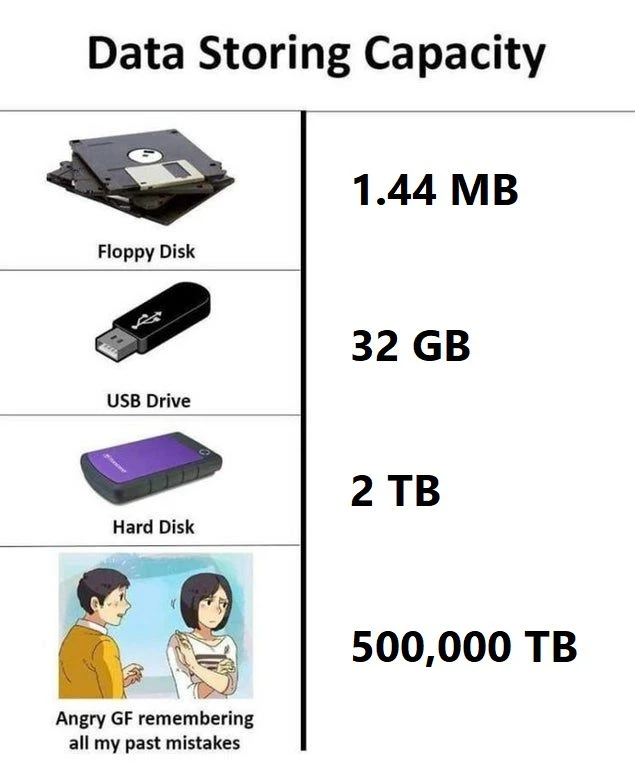 Data Storing Capacity
Floppy Disk
1.44 MB
USB Drive
32 GB
Transcend
Hard Disk
2 TB
Angry GF remembering
all my past mistakes
500,000 TB